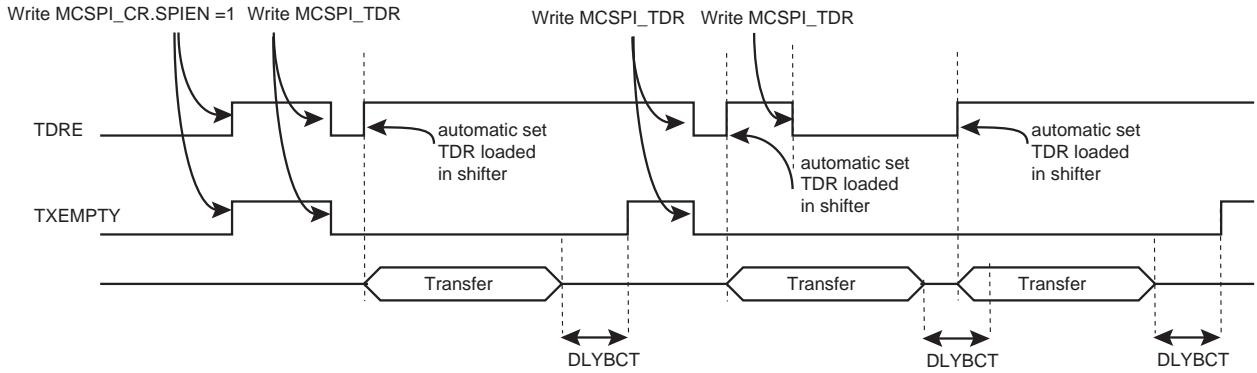 Write MCSPI_CR.SPIEN =1
Write MCSPI_TDR
Write MCSPI_TDR
Write MCSPI_TDR
TDRE
automatic set
TDR loaded
in shifter
automatic set
TDR loaded
in shifter
automatic set
TDR loaded
in shifter
TXEMPTY
Transfer
Transfer
Transfer
DLYBCT
DLYBCT
DLYBCT